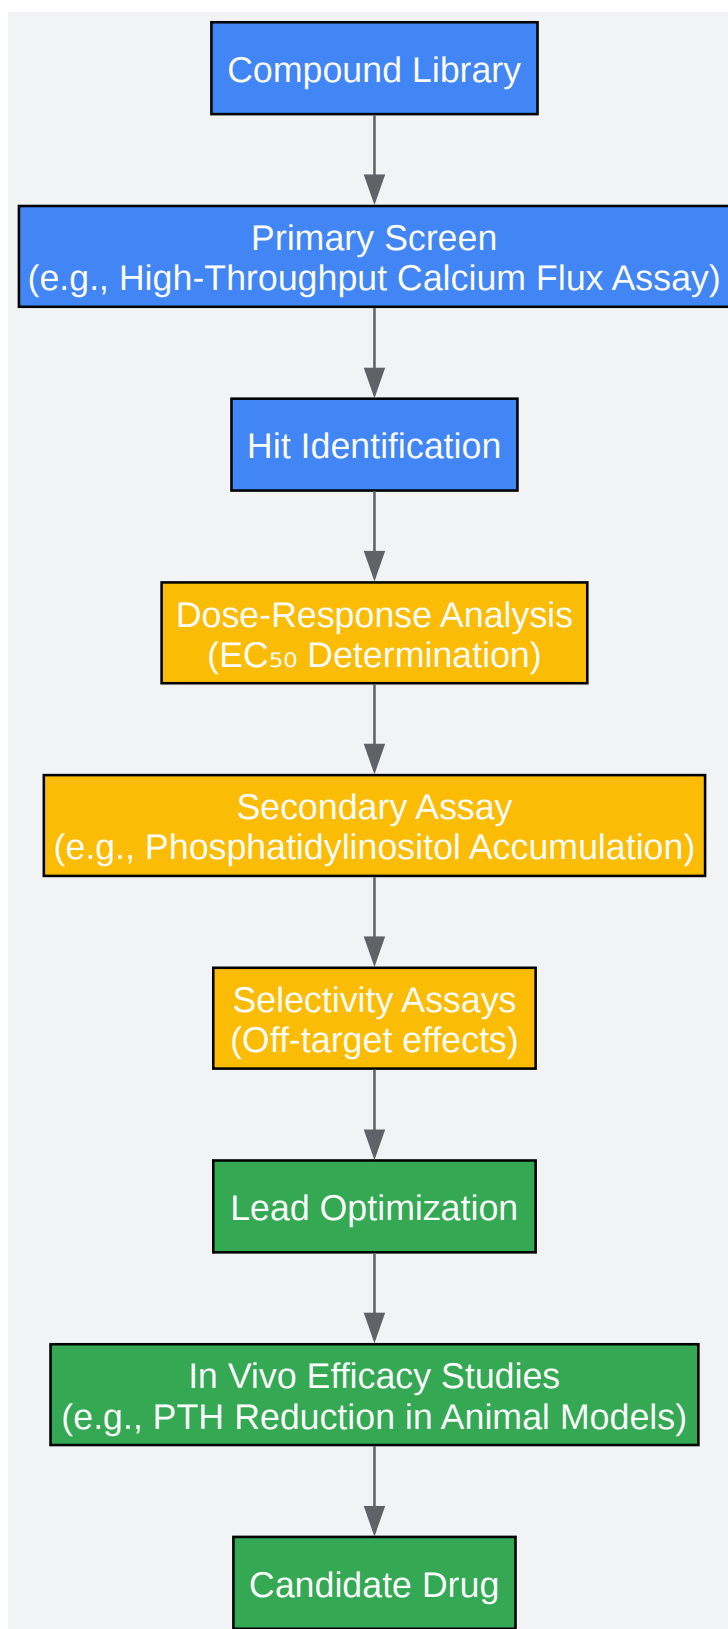 Compound Library
Primary Screen
(e.g., High-Throughput Calcium Flux Assay)
Hit Identification
Dose-Response Analysis
(EC₅₀ Determination)
Secondary Assay
(e.g., Phosphatidylinositol Accumulation)
Selectivity Assays
(Off-target effects)
Lead Optimization
In Vivo Efficacy Studies
(e.g., PTH Reduction in Animal Models)
Candidate Drug